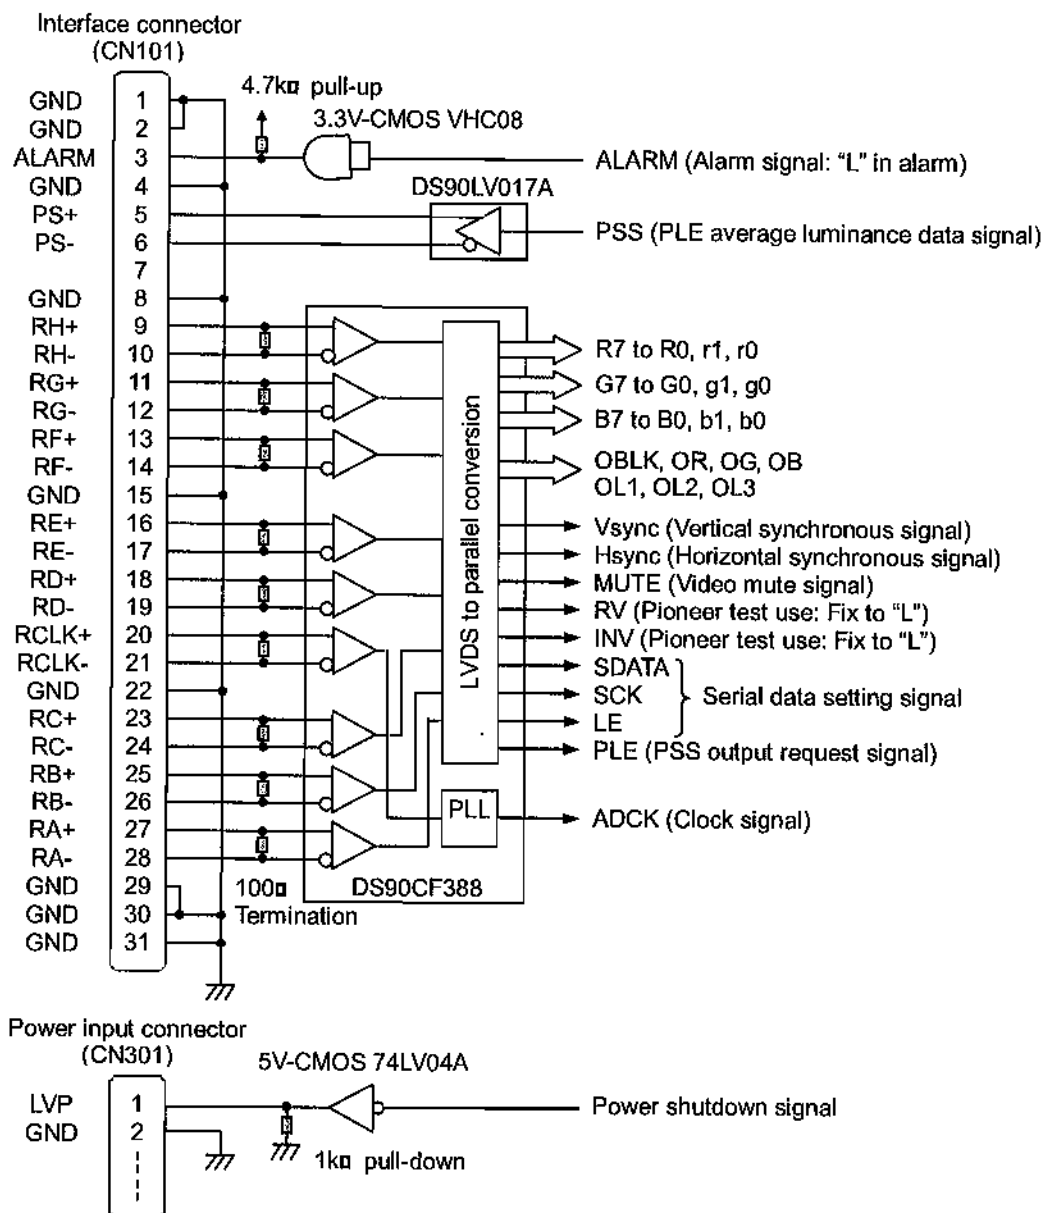 Interface connector
(CN101)
4.7k¤ pull-up
3.3V-CMOS VHC08
GND 1
GND 2
ALARM 3 ALARM (Alarm signal: “L” in alarm)
GND 4 DS90LV017A
PS+ 5
PS- 6 PSS (PLE average luminance data signal)
7
GND 8
RH+ 9
RH- 10 R7 to R0, r1, r0
RG+ 11 G7 to G0, g1, g0
RG- 12 B7 to B0, b1, b0
RF+ 13
RF- 14 OBLK, OR, OG, OB
GND 15 OL1, OL2, OL3
RE+ 16 Vsync (Vertical synchronous signal)
RE- 17 Hsync (Horizontal synchronous signal)
RD+ 18 MUTE (Video mute signal)
RD- 19 RV (Pioneer test use: Fix to “L”)
RCLK+ 20 INV (Pioneer test use: Fix to “L”)
RCLK- 21 SDATA
GND 22 SCK Serial data setting signal
RC+ 23 LE
RC- 24 PLE (PSS output request signal)
LVDS to parallel conversion
RB+ 25
RB- 26 PLL ADCK (Clock signal)
RA+ 27
RA- 28
GND 29 100¤ DS90CF388
GND 30 Termination
GND 31
Power input connector
(CN301)
5V-CMOS 74LV04A
LVP 1 Power shutdown signal
GND 2
1k¤ pull-down